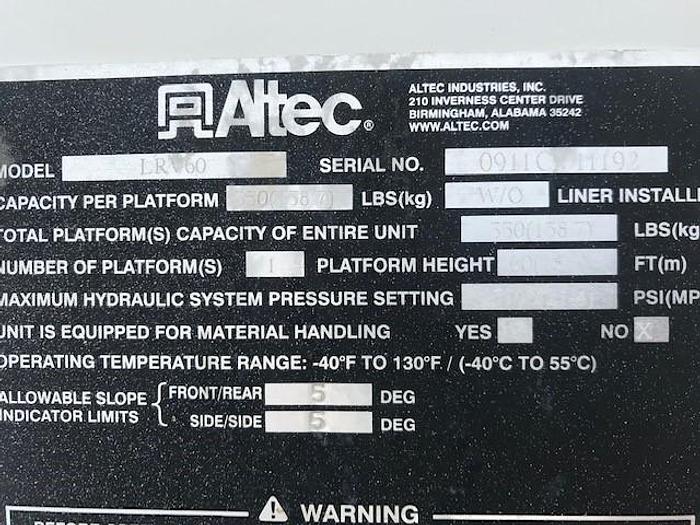 Altec®
ALTEC INDUSTRIES, INC.
210 INVERNESS CENTER DRIVE
BIRMINGHAM, ALABAMA 35242
WWW.ALTEC.COM
MODEL SERIAL NO.
CAPACITY PER PLATFORM LBS(kg) W/O LINER INSTALL
TOTAL PLATFORM(S) CAPACITY OF ENTIRE UNIT LBS(kg
NUMBER OF PLATFORM(S) 1 PLATFORM HEIGHT FT(m)
MAXIMUM HYDRAULIC SYSTEM PRESSURE SETTING PSI(MP
UNIT IS EQUIPPED FOR MATERIAL HANDLING YES NO X
OPERATING TEMPERATURE RANGE: -40°F TO 130°F / (-40°C TO 55°C)
ALLOWABLE SLOPE INDICATOR LIMITS
FRONT/REAR 5 DEG
SIDE/SIDE 5 DEG
WARNING